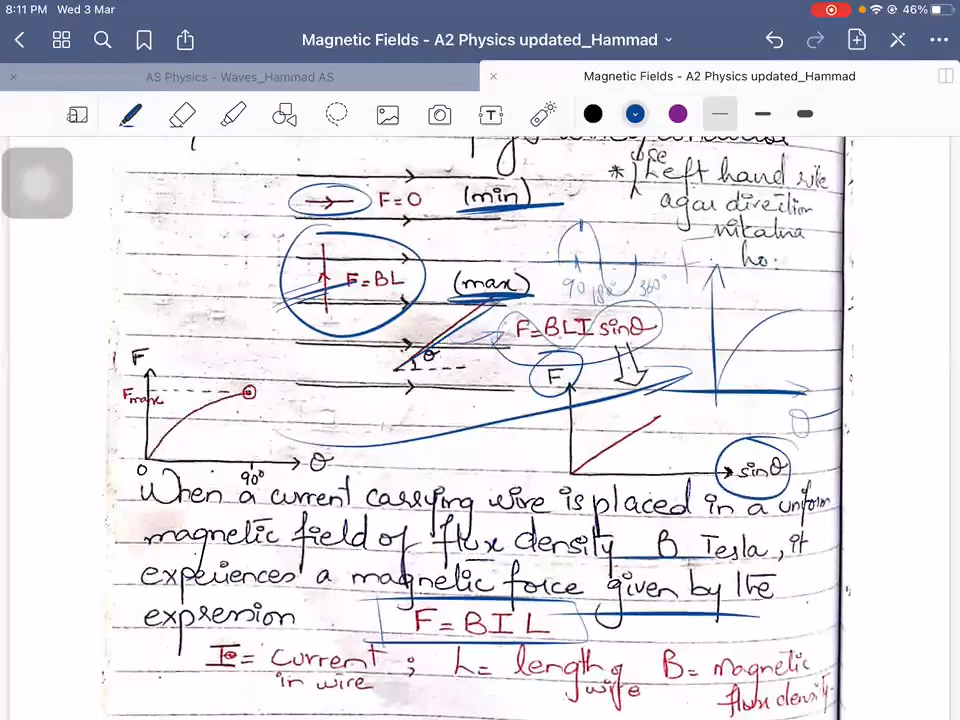 8:11 PM Wed 3 Mar
46%
Magnetic Fields - A2 Physics updated_Hammad
AS Physics - Waves_Hammad AS
Magnetic Fields - A2 Physics updated_Hammad
use
* Left hand rule
agar direction
nikalna
ho.
F=0 (min)
F=BL (max)
90 180° 360°
F=BLI sinθ
θ
F
Fmax
0
90°
θ
F
sinθ
θ
When a current carrying wire is placed in a uniform
magnetic field of flux density B Tesla, it
experiences a magnetic force given by the
expression
F=BIL
I = current in wire ; L = length of wire B = magnetic flux density.